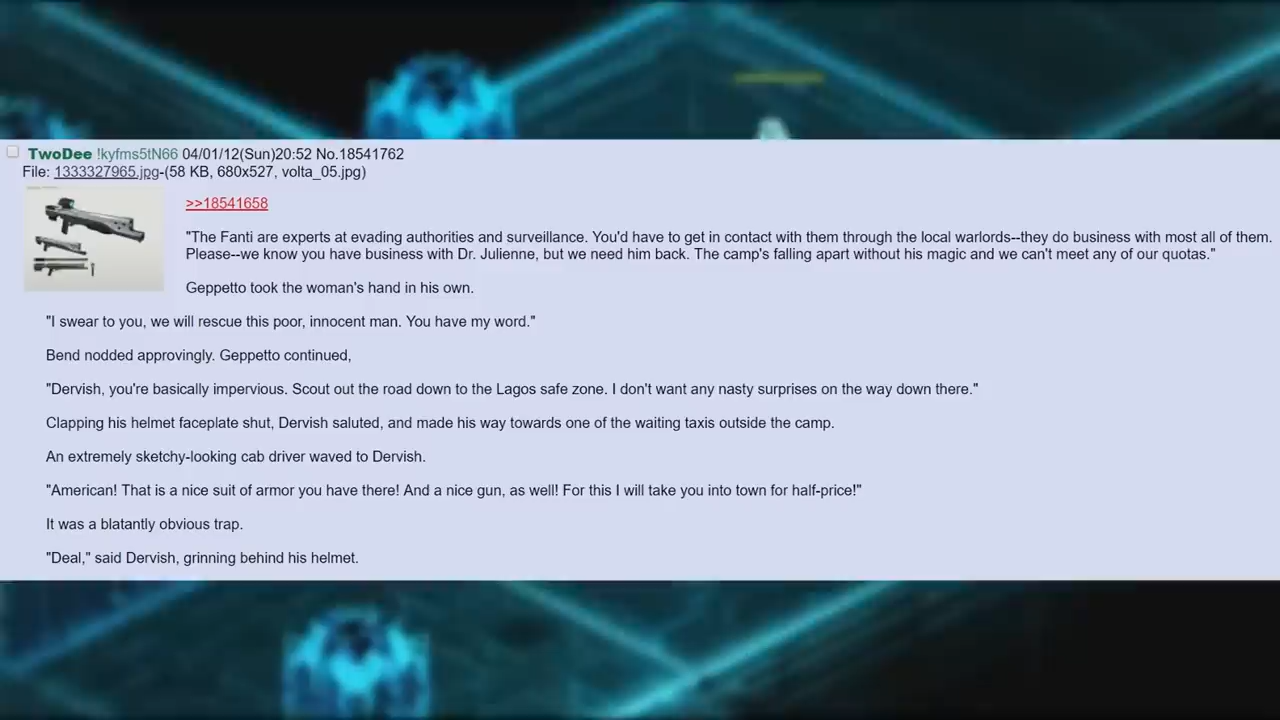 TwoDee !kyfms5tN66 04/01/12(Sun)20:52 No.18541762
File: 1333327965.jpg-(58 KB, 680x527, volta_05.jpg)
>>18541658
"The Fanti are experts at evading authorities and surveillance. You'd have to get in contact with them through the local warlords--they do business with most all of them.
Please--we know you have business with Dr. Julienne, but we need him back. The camp's falling apart without his magic and we can't meet any of our quotas."
Geppetto took the woman's hand in his own.
"I swear to you, we will rescue this poor, innocent man. You have my word."
Bend nodded approvingly. Geppetto continued,
"Dervish, you're basically impervious. Scout out the road down to the Lagos safe zone. I don't want any nasty surprises on the way down there."
Clapping his helmet faceplate shut, Dervish saluted, and made his way towards one of the waiting taxis outside the camp.
An extremely sketchy-looking cab driver waved to Dervish.
"American! That is a nice suit of armor you have there! And a nice gun, as well! For this I will take you into town for half-price!"
It was a blatantly obvious trap.
"Deal," said Dervish, grinning behind his helmet.